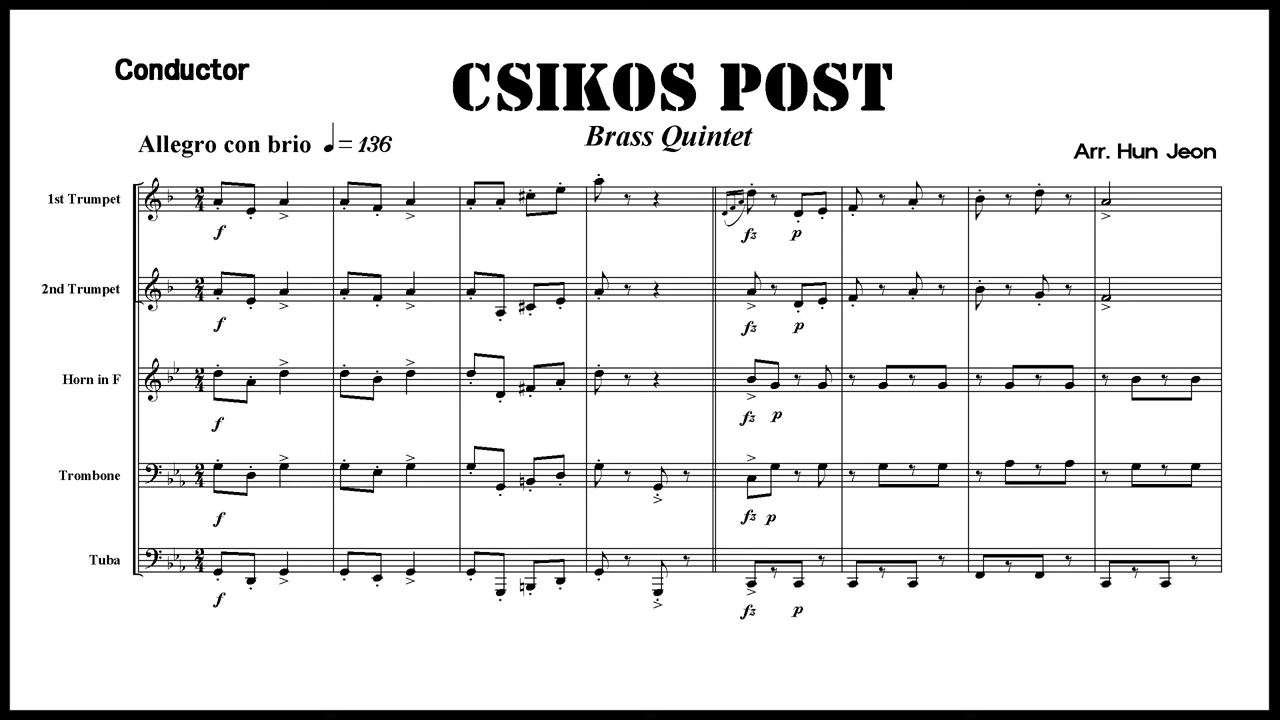 Conductor
CSIKOS POST
Brass Quintet
Allegro con brio ♩= 136
Arr. Hun Jeon
1st Trumpet
f
fz p
2nd Trumpet
f
fz p
Horn in F
f
fz p
Trombone
f
fz p
Tuba
f
fz p